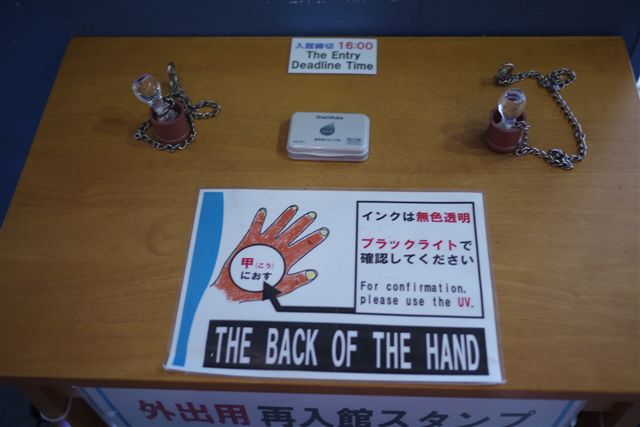 入館締切 16:00
The Entry
Deadline Time
Shachihata
甲(こう)
におす
インクは無色透明
ブラックライトで
確認してください
For confirmation,
please use the UV.
THE BACK OF THE HAND
外出用 再入館スタンプ